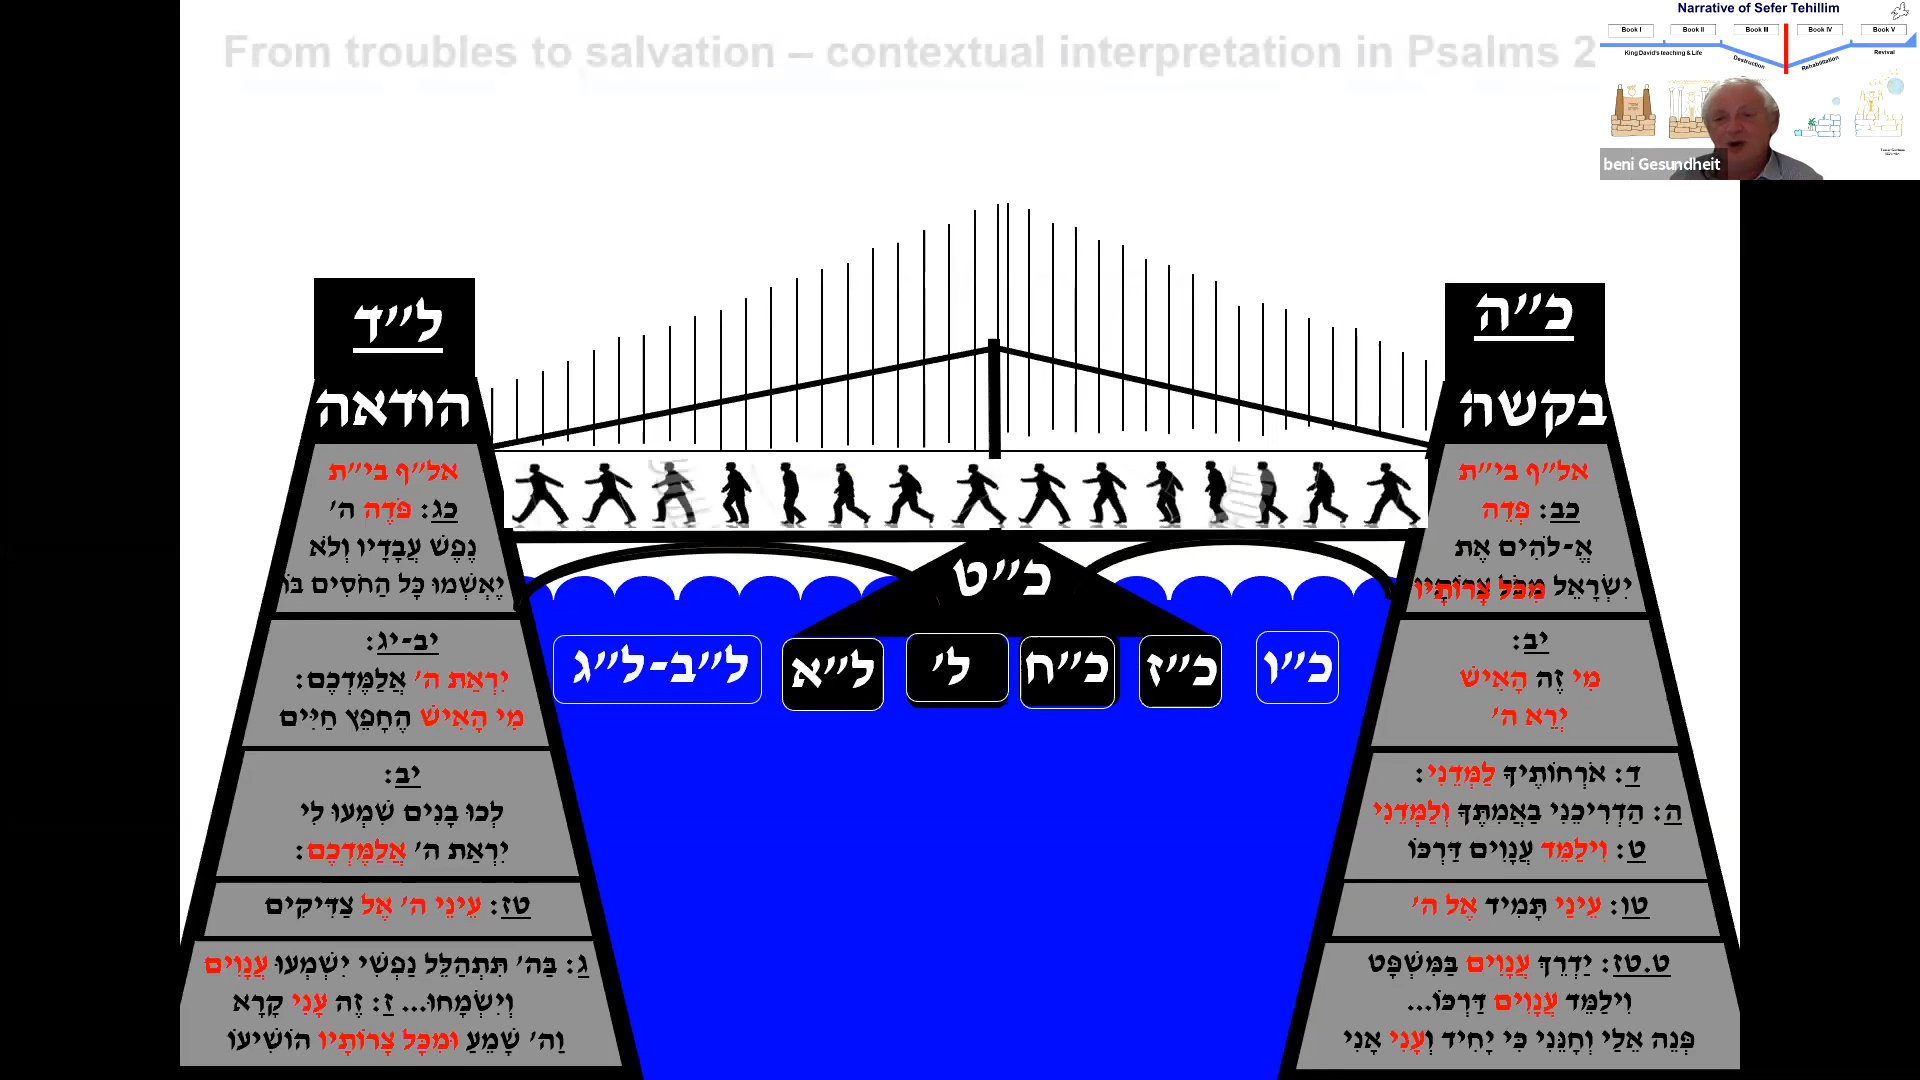 From troubles to salvation – contextual interpretation in Psalms 2
Narrative of Sefer Tehillim
Book I
Book II
Book III
Book IV
Book V
King David's teaching & Life
Destruction
Rehabilitation
Revival
beni Gesundheit
כ״ה
בקשה
אל״ף בי״ת
כב: פְּדֵה
אֱ-לֹהִים אֶת
יִשְׂרָאֵל מִכֹּל צָרוֹתָיו
יב:
מִי זֶה הָאִישׁ
יְרֵא ה׳
ד: אֹרְחוֹתֶיךָ לַמְּדֵנִי:
ה: הַדְרִיכֵנִי בַאֲמִתֶּךָ וְלַמְּדֵנִי
ט: וִילַמֵּד עֲנָוִים דַּרְכּוֹ
טו: עֵינַי תָּמִיד אֶל ה׳
ט.טז: יַדְרֵךְ עֲנָוִים בַּמִּשְׁפָּט
וִילַמֵּד עֲנָוִים דַּרְכּוֹ...
פְּנֵה אֵלַי וְחָנֵּנִי כִּי יָחִיד וְעָנִי אָנִי
כ״ט
כ״ו
כ״ז
כ״ח
ל׳
ל״א
ל״ב-ל״ג
ל״ד
הודאה
אל״ף בי״ת
כג: פֹּדֶה ה׳
נֶפֶשׁ עֲבָדָיו וְלֹא
יֶאְשְׁמוּ כָּל הַחֹסִים בּוֹ
יב-יג:
יִרְאַת ה׳ אֲלַמֶּדְכֶם:
מִי הָאִישׁ הֶחָפֵץ חַיִּים
יב:
לְכוּ בָנִים שִׁמְעוּ לִי
יִרְאַת ה׳ אֲלַמֶּדְכֶם:
טז: עֵינֵי ה׳ אֶל צַדִּיקִים
ג: בַּה׳ תִּתְהַלֵּל נַפְשִׁי יִשְׁמְעוּ עֲנָוִים
וְיִשְׂמָחוּ... ז: זֶה עָנִי קָרָא
וַה׳ שָׁמֵעַ וּמִכָּל צָרוֹתָיו הוֹשִׁיעוֹ